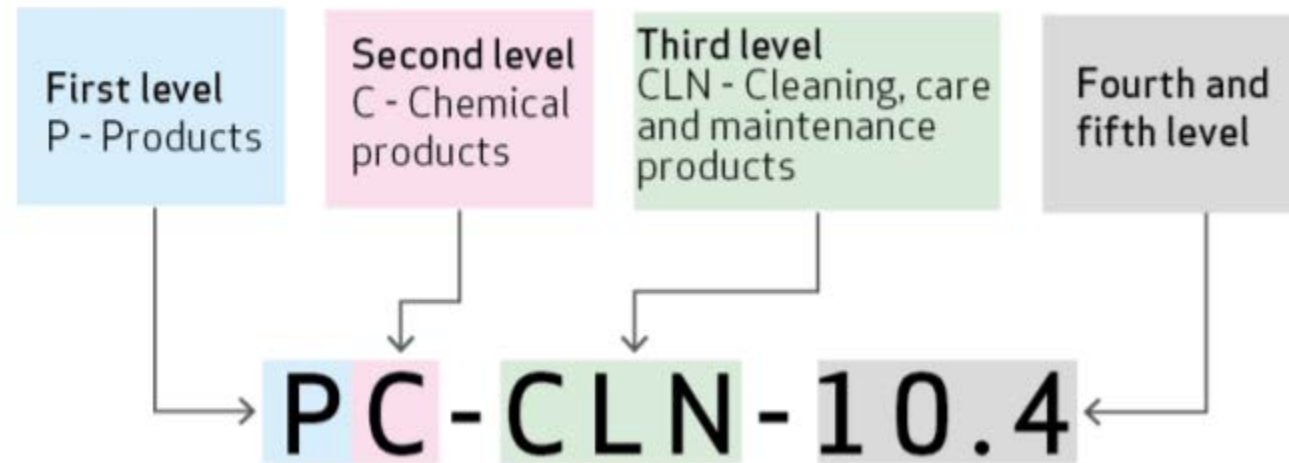 First level
P - Products
Second level
C - Chemical
products
Third level
CLN - Cleaning, care
and maintenance
products
Fourth and
fifth level
PC-CLN-10.4